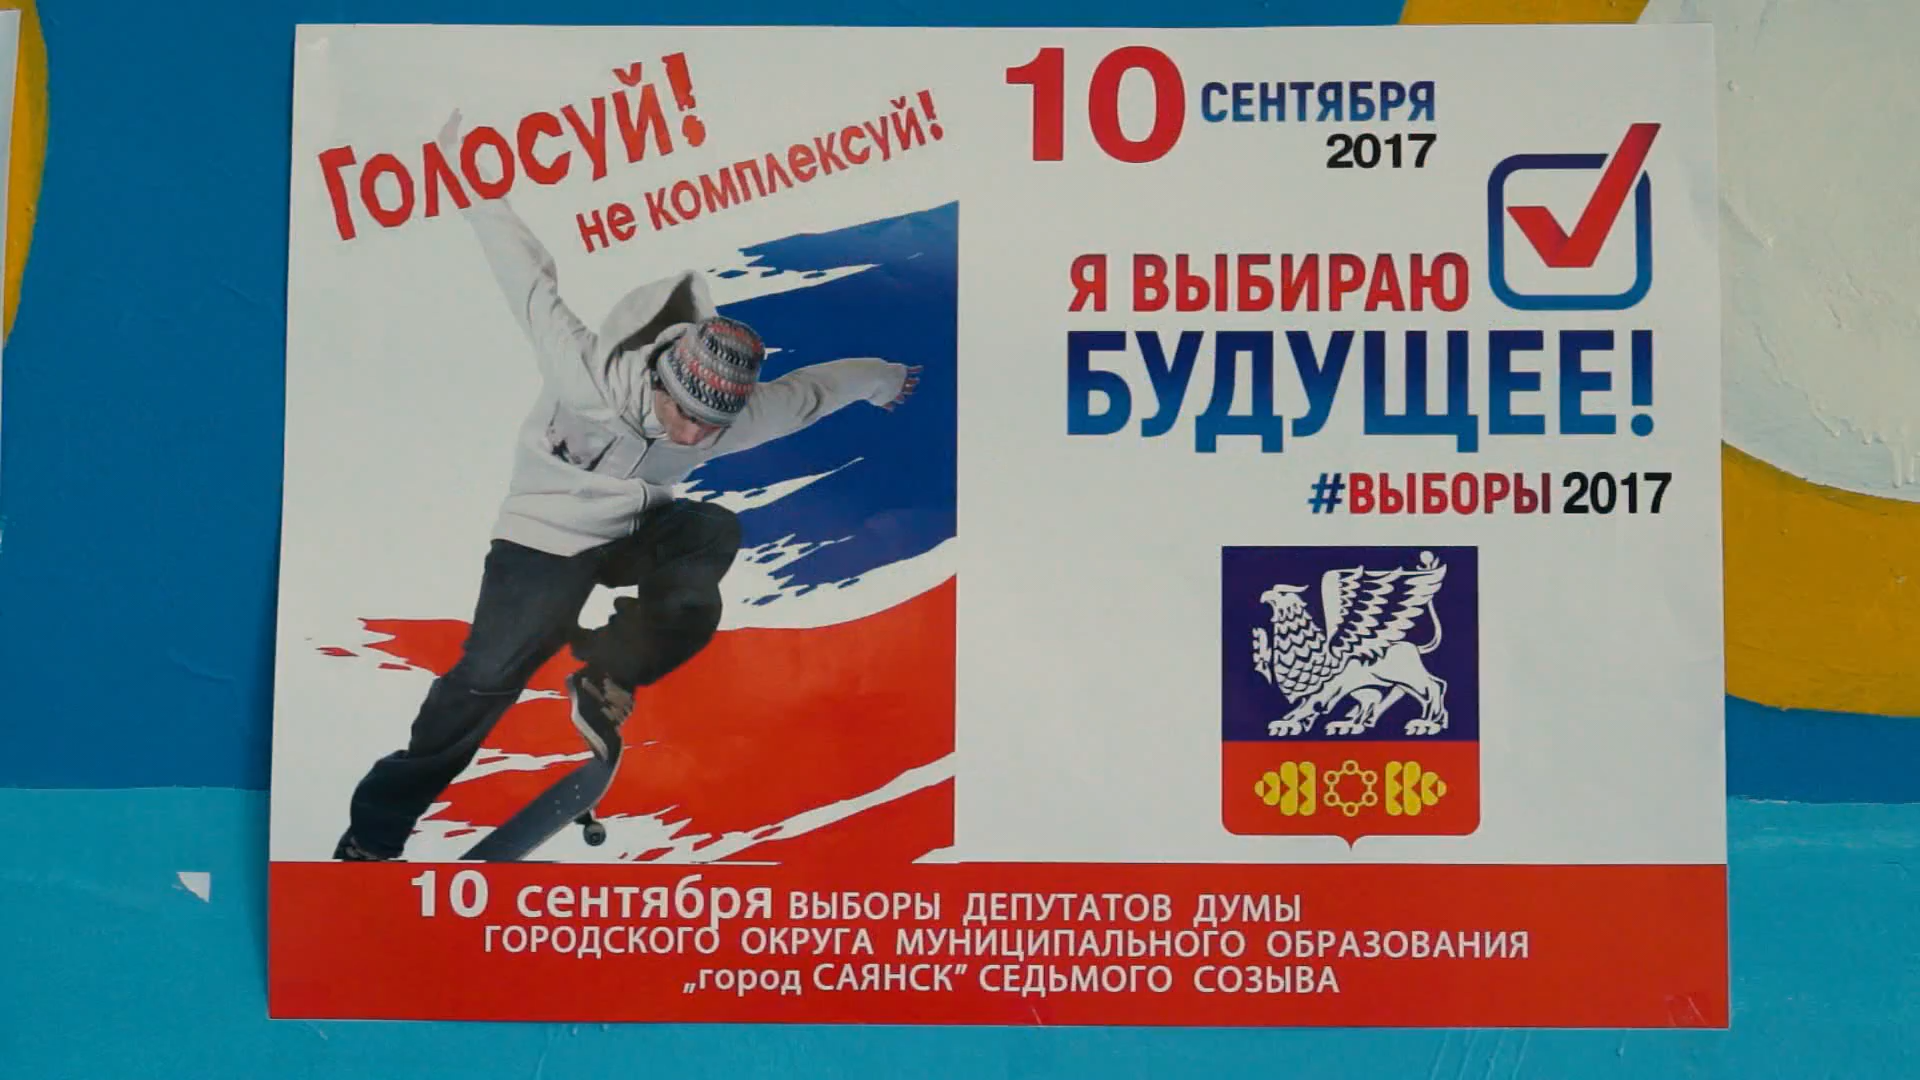 Голосуй!
не комплексуй!
10 СЕНТЯБРЯ
2017
Я ВЫБИРАЮ
БУДУЩЕЕ!
#ВЫБОРЫ 2017
10 сентября ВЫБОРЫ ДЕПУТАТОВ ДУМЫ
ГОРОДСКОГО ОКРУГА МУНИЦИПАЛЬНОГО ОБРАЗОВАНИЯ
„город САЯНСК” СЕДЬМОГО СОЗЫВА